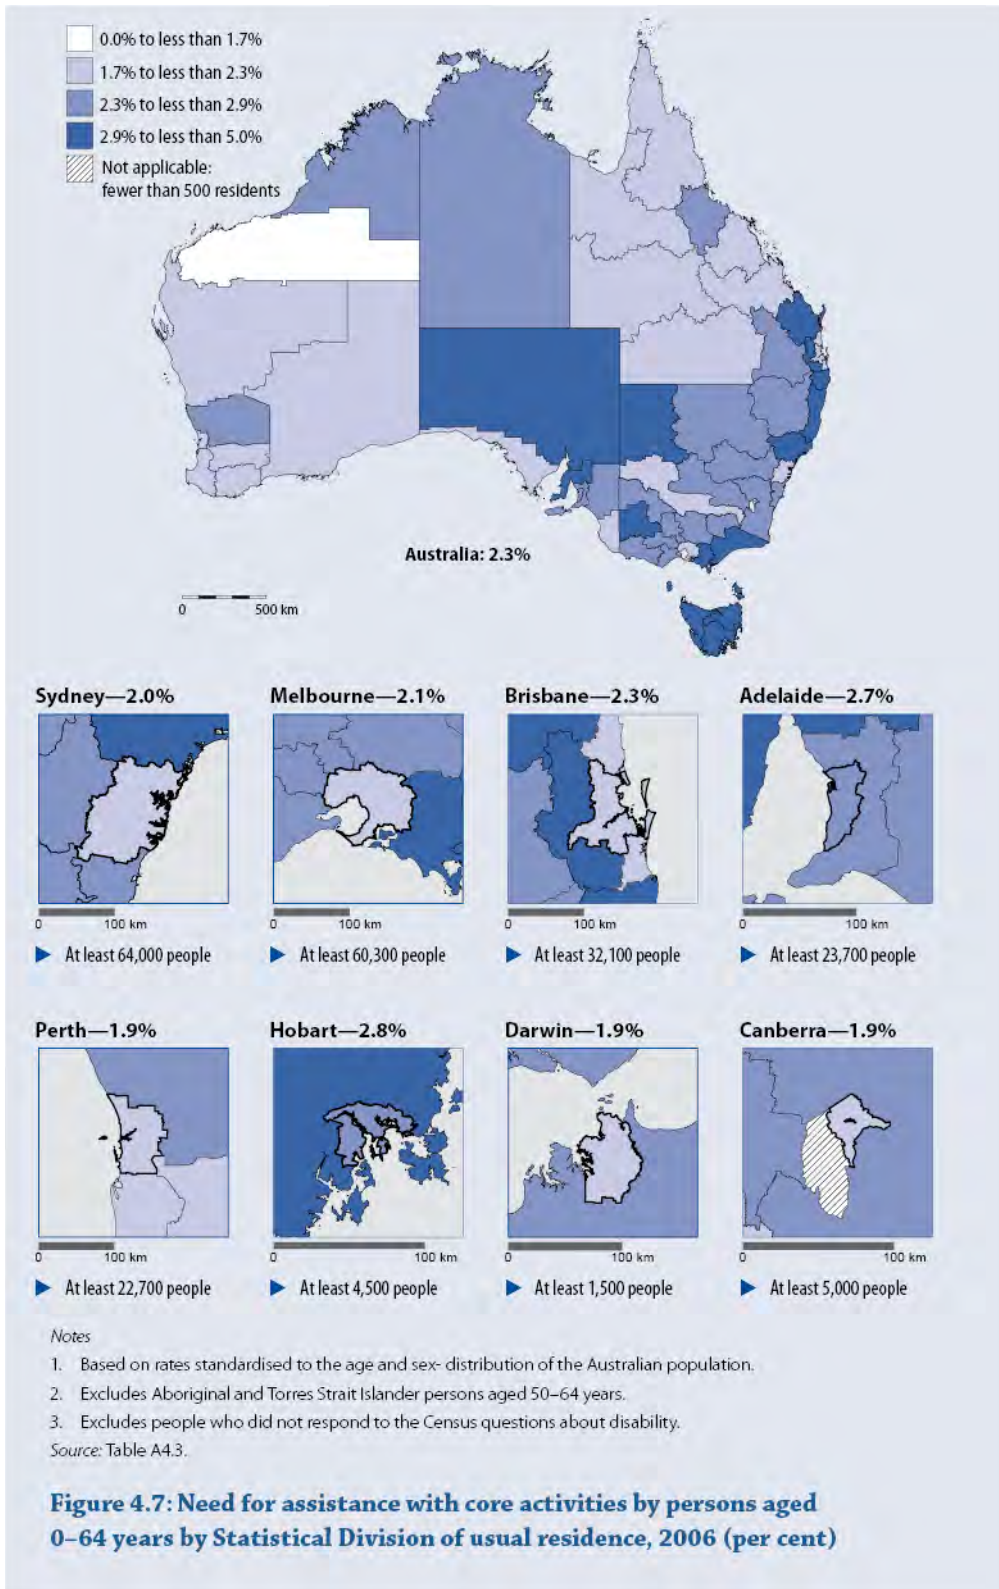 0.0% to less than 1.7%
1.7% to less than 2.3%
2.3% to less than 2.9%
2.9% to less than 5.0%
Not applicable:
fewer than 500 residents
Australia: 2.3%
0 500 km
Sydney—2.0% Melbourne—2.1% Brisbane—2.3% Adelaide—2.7%
0 100 km 0 100 km 0 100 km 0 100 km
At least 64,000 people At least 60,300 people At least 32,100 people At least 23,700 people
Perth—1.9% Hobart—2.8% Darwin—1.9% Canberra—1.9%
0 100 km 0 100 km 0 100 km 0 100 km
At least 22,700 people At least 4,500 people At least 1,500 people At least 5,000 people
Notes
1. Based on rates standardised to the age and sex- distribution of the Australian population.
2. Excludes Aboriginal and Torres Strait Islander persons aged 50–64 years.
3. Excludes people who did not respond to the Census questions about disability.
Source: Table A4.3.
Figure 4.7: Need for assistance with core activities by persons aged
0–64 years by Statistical Division of usual residence, 2006 (per cent)